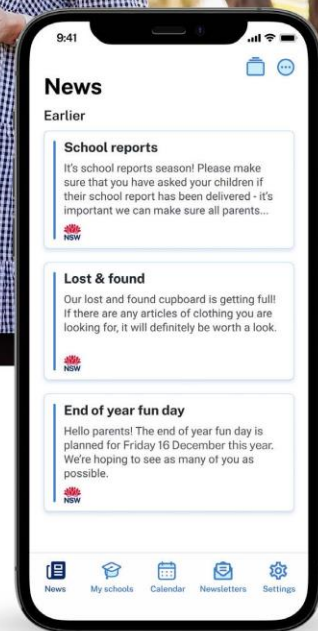 9:41
News
Earlier
School reports
It's school reports season! Please make
sure that you have asked your children if
their school report has been delivered - it's
important we can make sure all parents...
NSW
Lost & found
Our lost and found cupboard is getting full!
If there are any articles of clothing you are
looking for, it will definitely be worth a look.
NSW
End of year fun day
Hello parents! The end of year fun day is
planned for Friday 16 December this year.
We're hoping to see as many of you as
possible.
NSW
News My schools Calendar Newsletters Settings